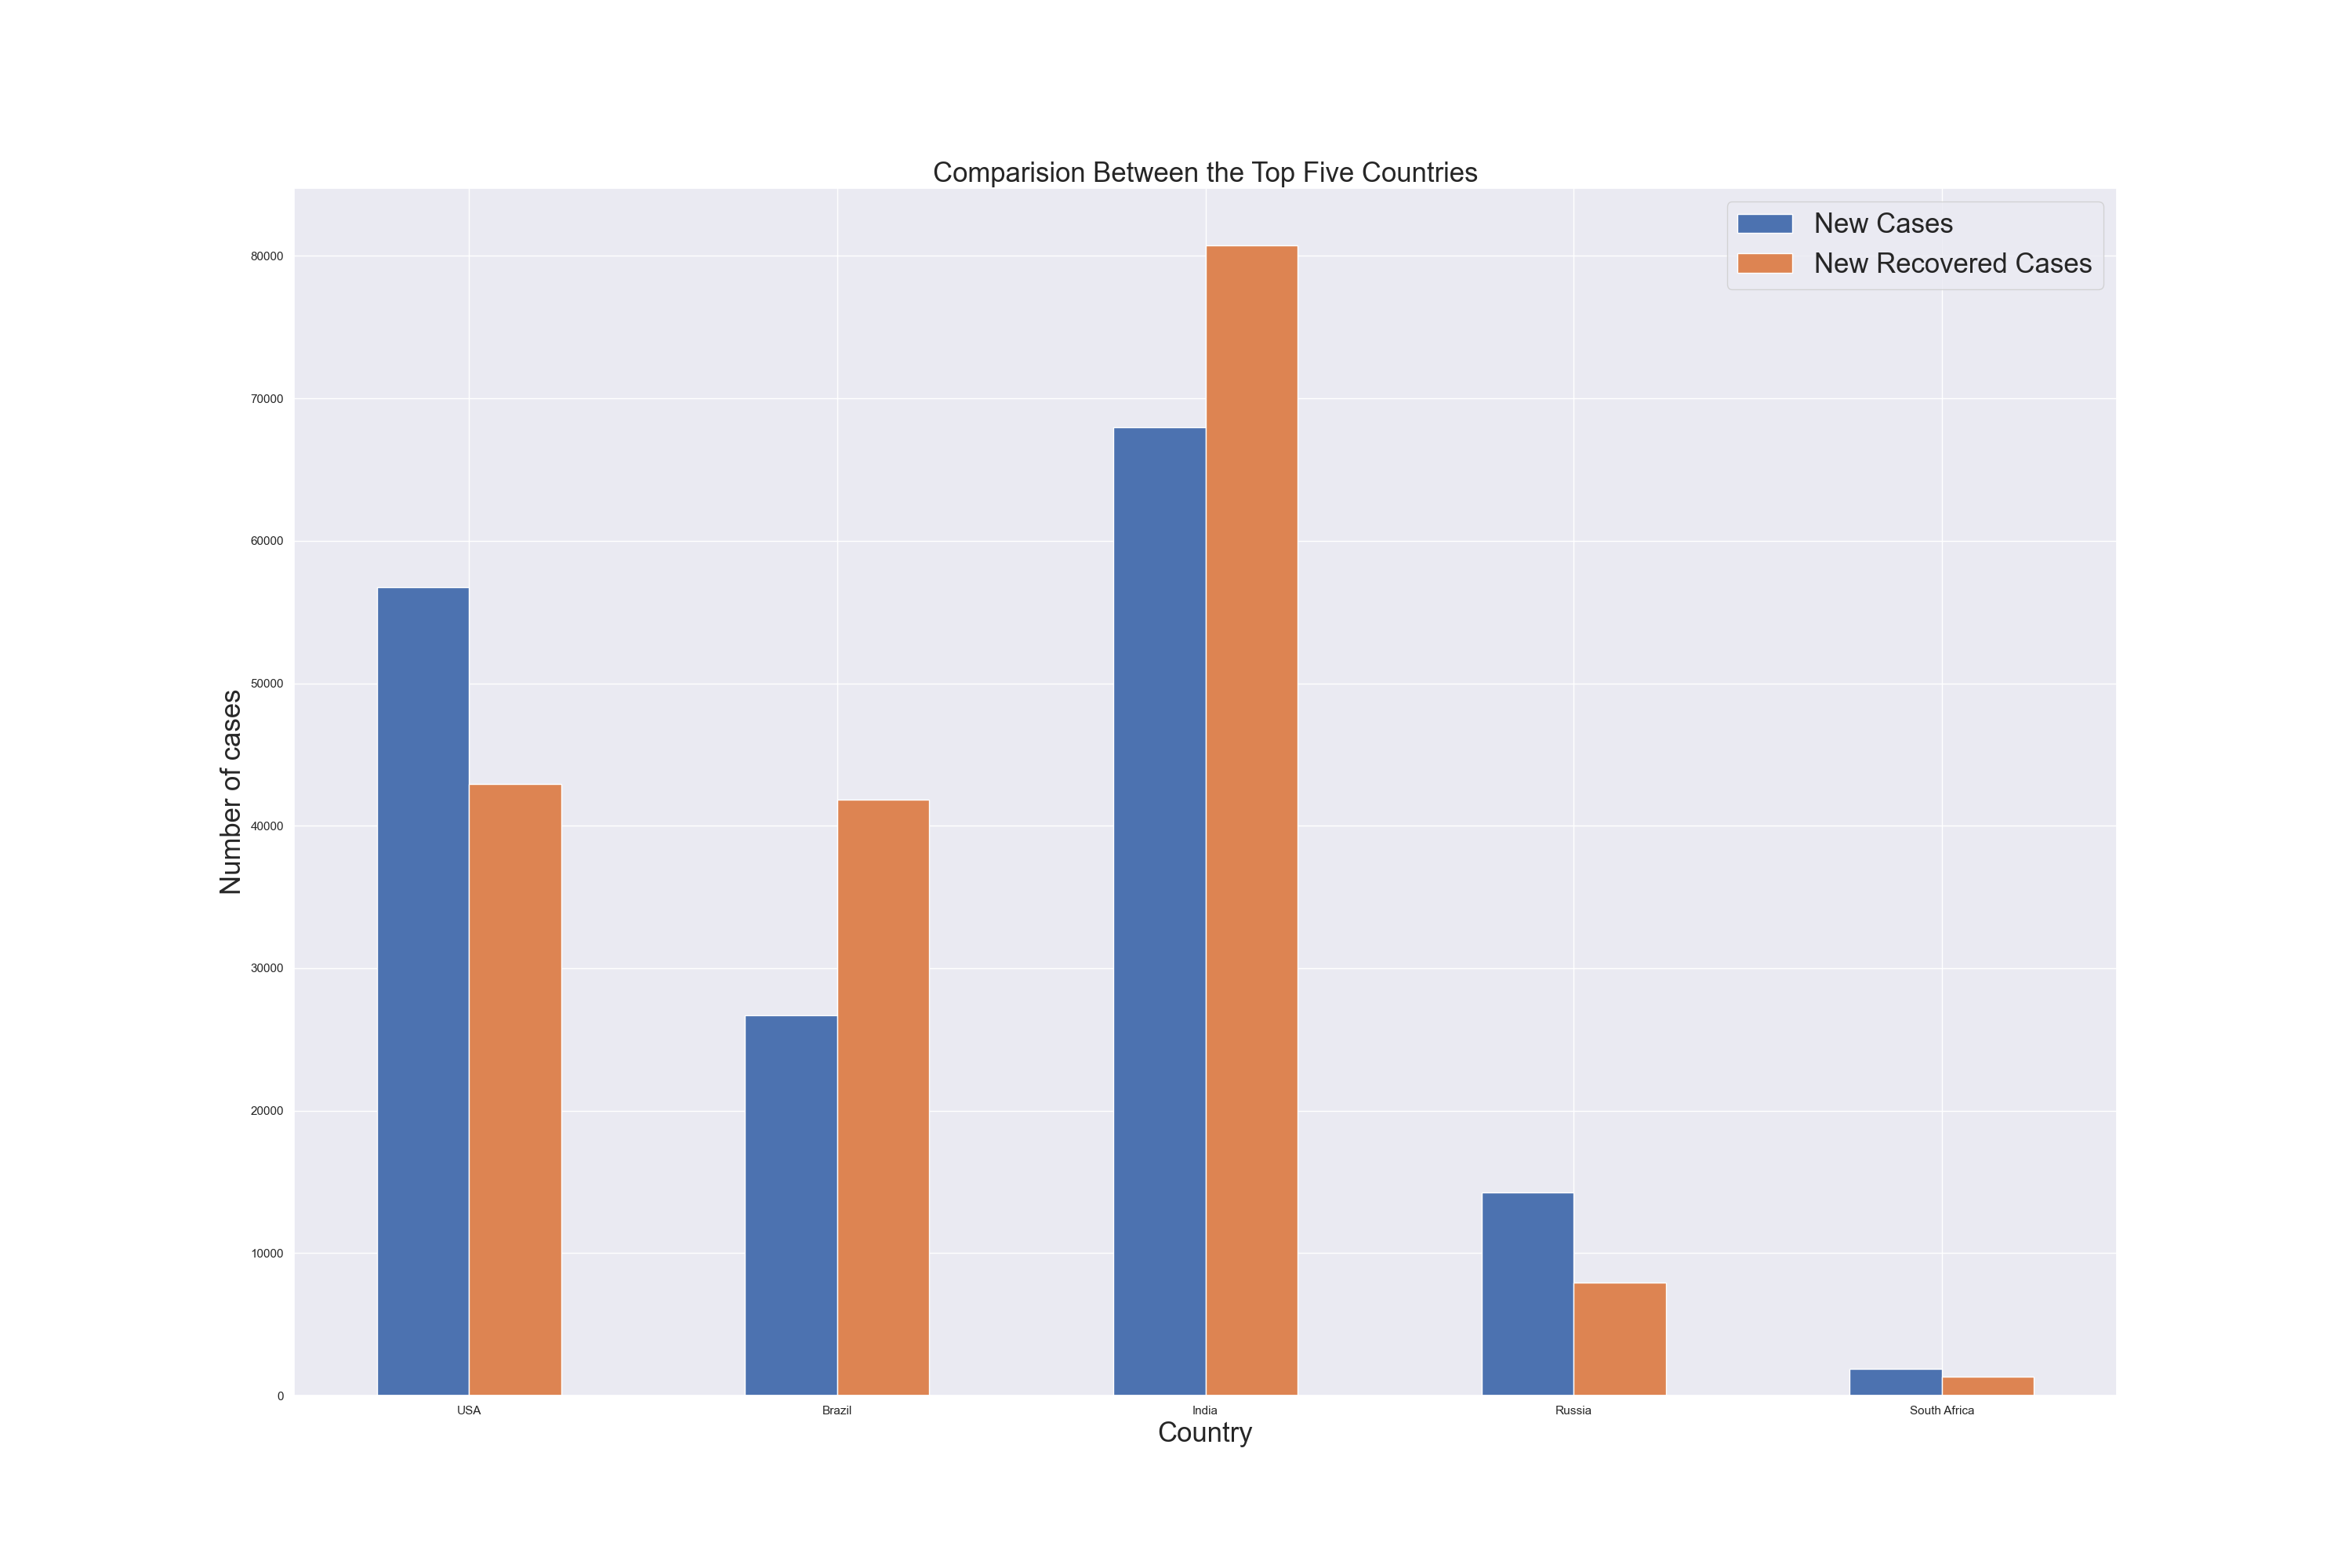 Comparision Between the Top Five Countries
New Cases
New Recovered Cases
80000
70000
60000
50000
40000
30000
20000
10000
0
Number of cases
USA
Brazil
India
Russia
South Africa
Country